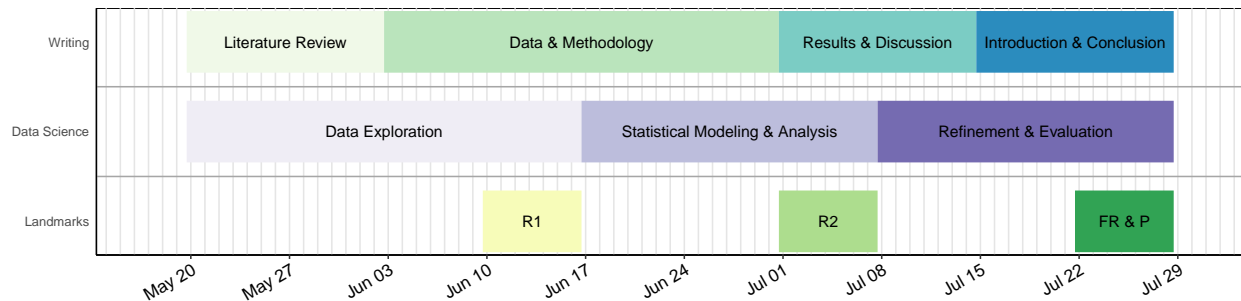 Writing
Literature Review
Data & Methodology
Results & Discussion
Introduction & Conclusion
Data Science
Data Exploration
Statistical Modeling & Analysis
Refinement & Evaluation
Landmarks
R1
R2
FR & P
May 20
May 27
Jun 03
Jun 10
Jun 17
Jun 24
Jul 01
Jul 08
Jul 15
Jul 22
Jul 29